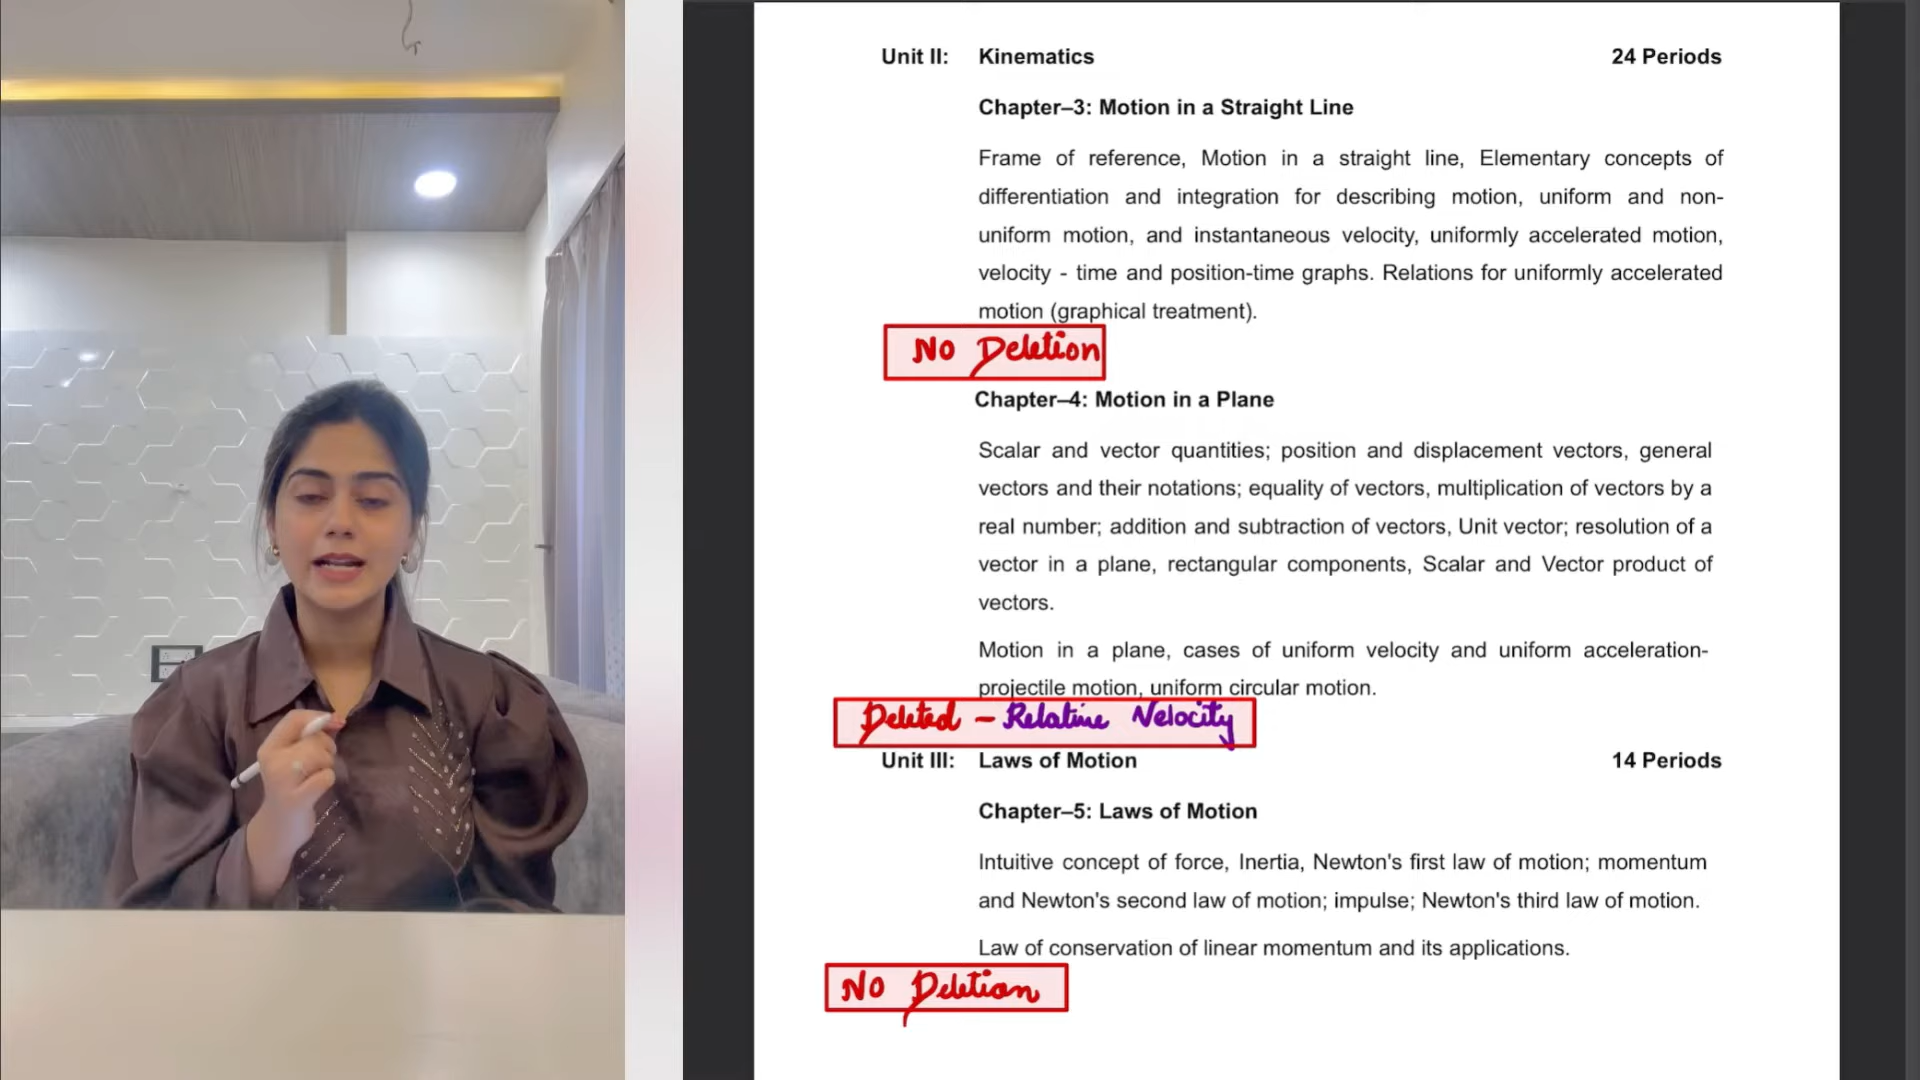 Unit II: Kinematics 24 Periods
Chapter–3: Motion in a Straight Line
Frame of reference, Motion in a straight line, Elementary concepts of
differentiation and integration for describing motion, uniform and non-
uniform motion, and instantaneous velocity, uniformly accelerated motion,
velocity - time and position-time graphs. Relations for uniformly accelerated
motion (graphical treatment).
No Deletion
Chapter–4: Motion in a Plane
Scalar and vector quantities; position and displacement vectors, general
vectors and their notations; equality of vectors, multiplication of vectors by a
real number; addition and subtraction of vectors, Unit vector; resolution of a
vector in a plane, rectangular components, Scalar and Vector product of
vectors.
Motion in a plane, cases of uniform velocity and uniform acceleration-
projectile motion, uniform circular motion.
Deleted - Relative Velocity
Unit III: Laws of Motion 14 Periods
Chapter–5: Laws of Motion
Intuitive concept of force, Inertia, Newton's first law of motion; momentum
and Newton's second law of motion; impulse; Newton's third law of motion.
Law of conservation of linear momentum and its applications.
No Deletion